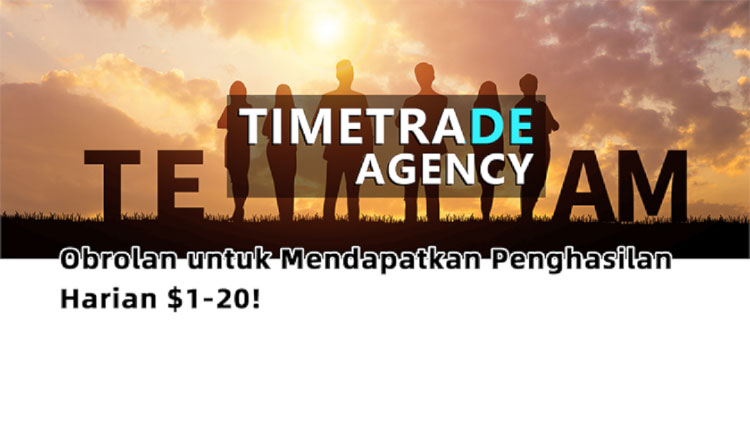 TIMETRADE
AGENCY
TE AM
Obrolan untuk Mendapatkan Penghasilan
Harian $1-20!